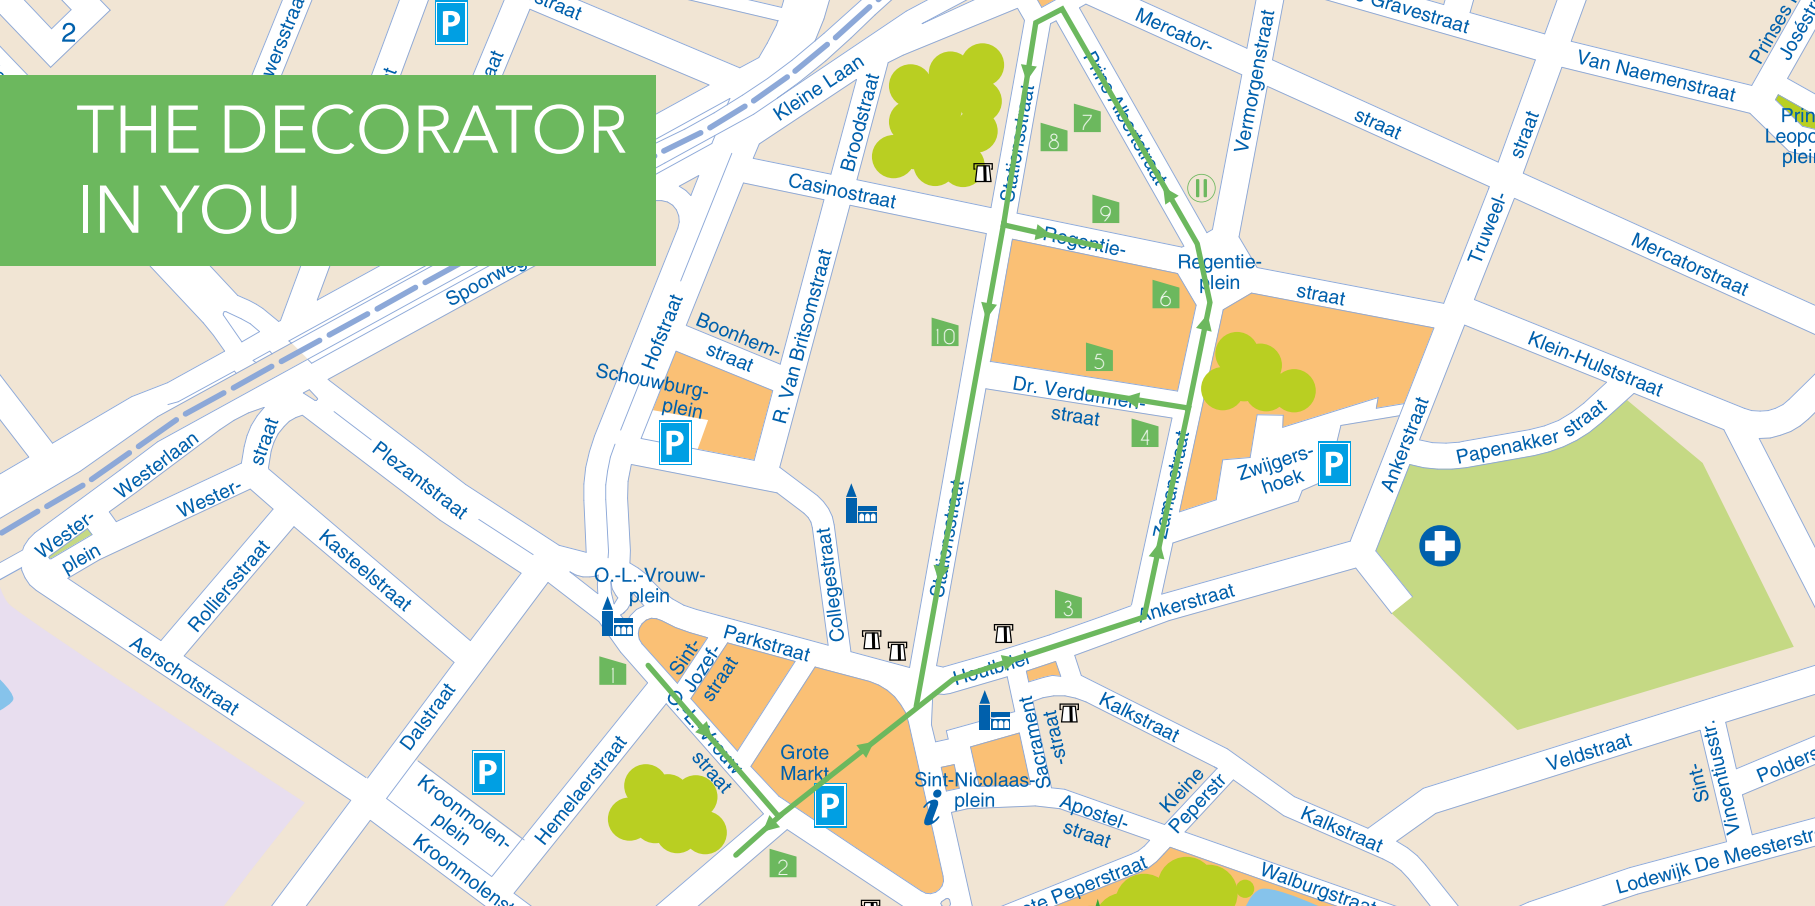 2
P
straat
THE DECORATOR
IN YOU
Kleine Laan
Broodstraat
Casinostraat
Stationsstraat
Prins Albertstraat
Mercator-
straat
Mercatorstraat
Vermorgenstraat
Gravestraat
Van Naemenstraat
Truweel-
straat
7
8
9
II
Regentie-
Regentie-
plein
straat
6
5
10
Dr. Verdurmen-
straat
4
Spoorweg
Hofstraat
Boonhem-
straat
R. Van Britsomstraat
Schouwburg-
plein
P
Klein-Hulststraat
Papenakker straat
Ankerstraat
Zwijgers-
hoek
P
Zamanstraat
Westerlaan
Wester-
straat
Wester-
plein
Plezantstraat
Kasteelstraat
Rolliersstraat
Aerschotstraat
Dalstraat
O.-L.-Vrouw-
plein
Collegestraat
Stationsstraat
Parkstraat
Sint-
Jozef-
straat
1
O. L. Vrouw
straat
3
Ankerstraat
Houtbriel
Grote
Markt
P
P
2
Sint-Nicolaas-
plein
Sacrament
-straat
Kalkstraat
Kleine
Peperstr
Apostel-
straat
Kalkstraat
Veldstraat
Sint-
Vincentiusstr.
Hemelaerstraat
Kroonmolen-
plein
Walburgstraat
Lodewijk De Meesterstr